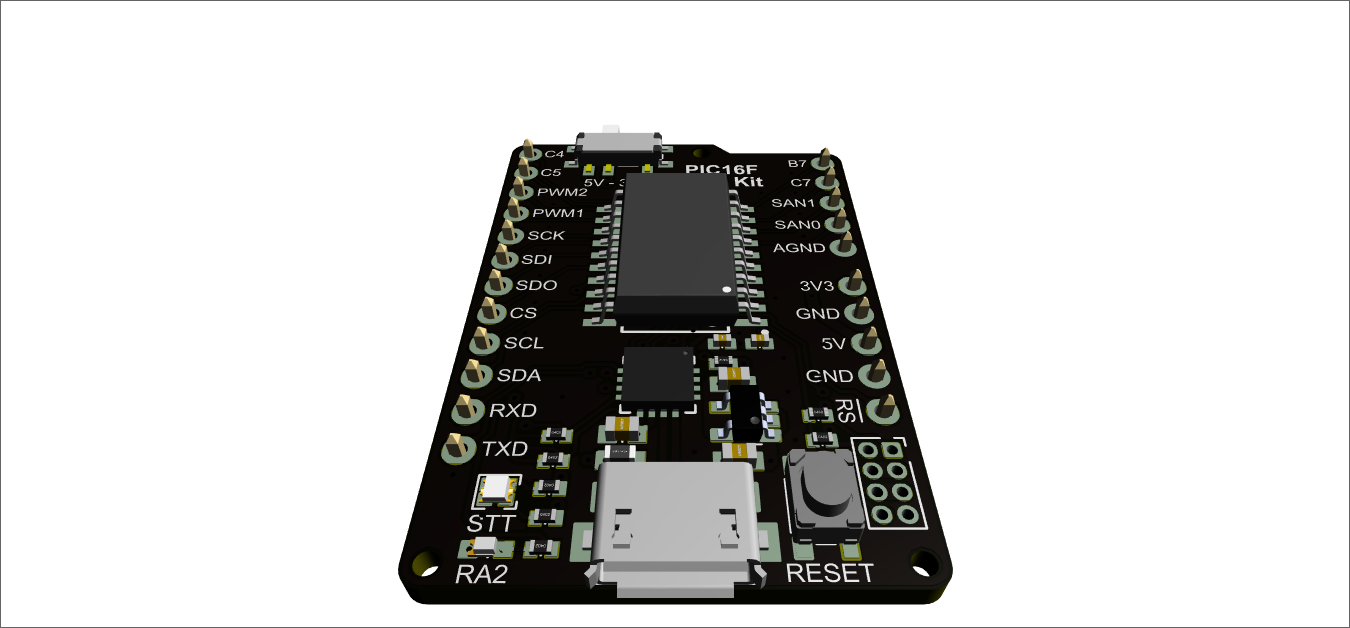 C4
C5
PWM2
PWM1
SCK
SDI
SDO
CS
SCL
SDA
RXD
TXD
STT
RA2
5V - 3
PIC16F
Kit
B7
C7
SAN1
SAN0
AGND
3V3
GND
5V
GND
RS
RESET